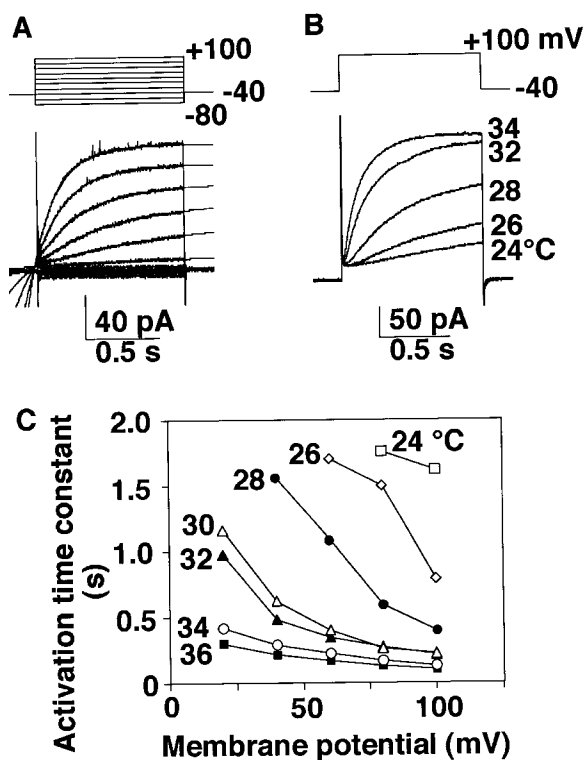 A
+100
-40
-80
40 pA
0.5 s
B
+100 mV
-40
34
32
28
26
24°C
50 pA
0.5 s
C
Activation time constant
(s)
2.0
1.5
1.0
0.5
0
24 °C
26
28
30
32
34
36
0
50
100
Membrane potential (mV)